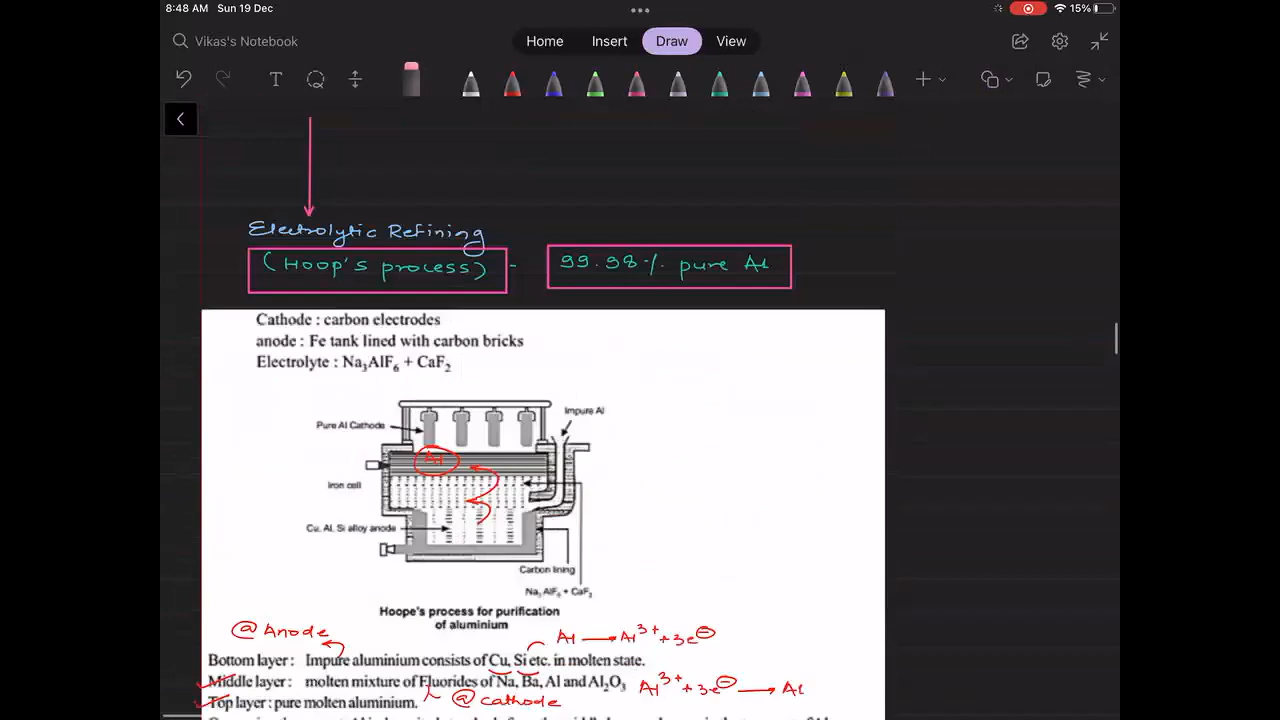 8:48 AM Sun 19 Dec
15%
Vikas's Notebook
Home Insert Draw View
Electrolytic Refining
(Hoop's process) - 99.98% pure Al
Cathode : carbon electrodes
anode : Fe tank lined with carbon bricks
Electrolyte : Na₃AlF₆ + CaF₂
Impure Al
Pure Al Cathode
Al
Iron cell
Cu. Al. Si alloy anode
Carbon lining
Na₃AlF₆ + CaF₂
Hoope's process for purification
of aluminium
@ Anode
Al → Al³⁺ + 3e⊖
Bottom layer : Impure aluminium consists of Cu, Si etc. in molten state.
Middle layer : molten mixture of Fluorides of Na, Ba, Al and Al₂O₃
Al³⁺ + 3e⊖ → Al
Top layer : pure molten aluminium.
@ cathode